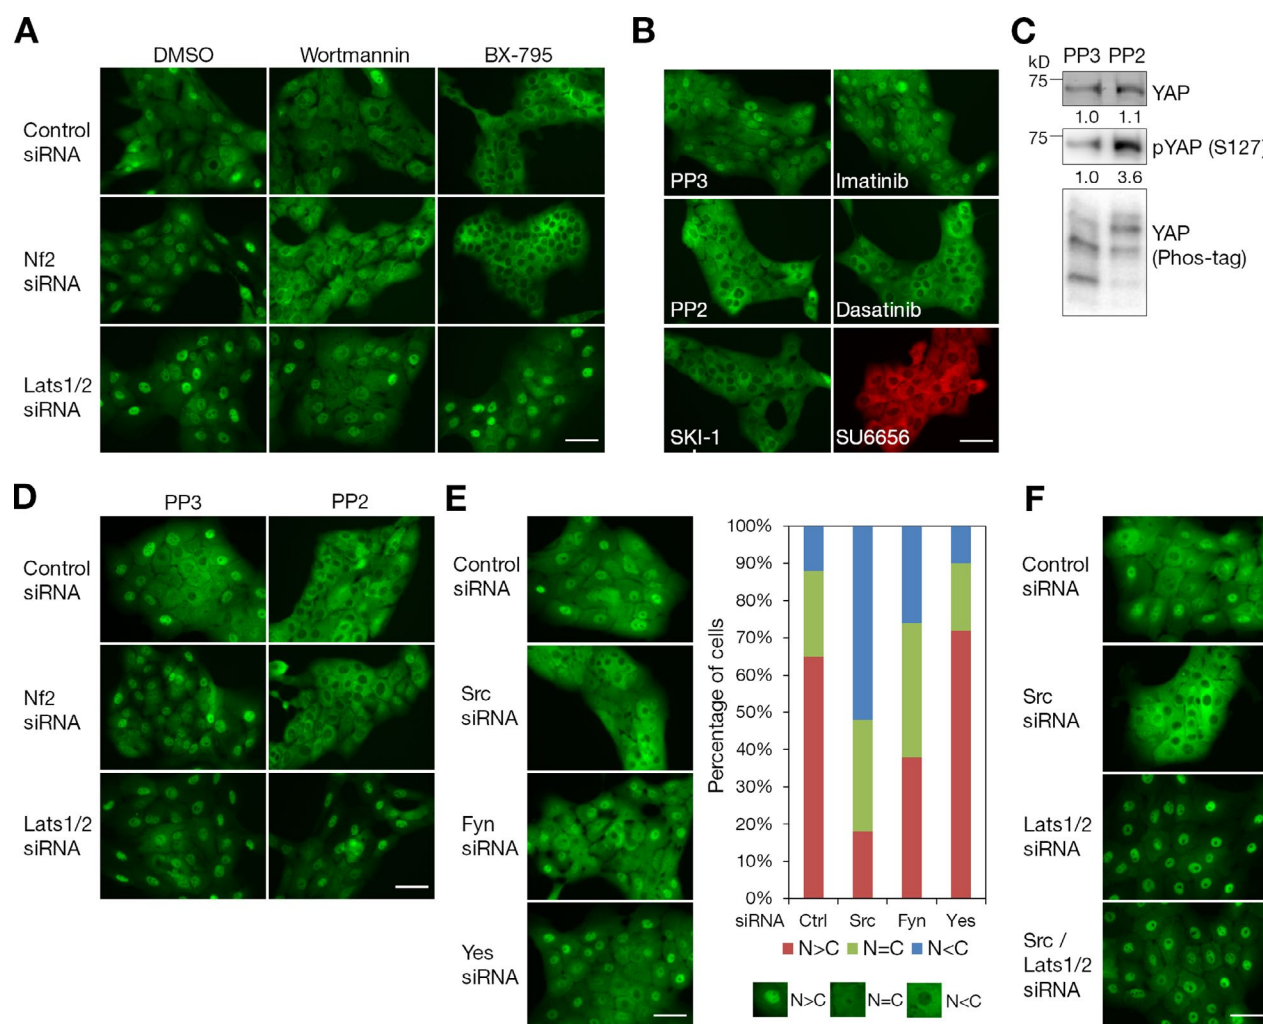 A
DMSO
Wortmannin
BX-795
Control
siRNA
Nf2
siRNA
Lats1/2
siRNA
B
PP3
Imatinib
PP2
Dasatinib
SKI-1
SU6656
C
PP3 PP2
kD
75
YAP
1.0 1.1
75
pYAP (S127)
1.0 3.6
YAP
(Phos-tag)
D
PP3
PP2
Control
siRNA
Nf2
siRNA
Lats1/2
siRNA
E
Control
siRNA
Src
siRNA
Fyn
siRNA
Yes
siRNA
Percentage of cells
100%
90%
80%
70%
60%
50%
40%
30%
20%
10%
0%
siRNA Ctrl Src Fyn Yes
N>C N=C N<C
N>C N=C N<C
F
Control
siRNA
Src
siRNA
Lats1/2
siRNA
Src /
Lats1/2
siRNA